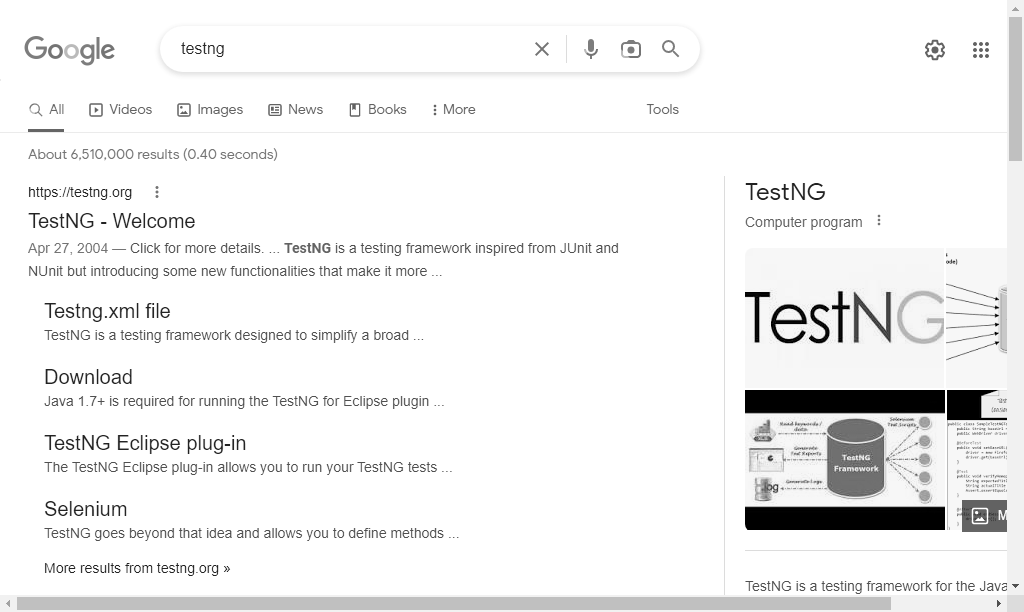 Google
testng
All
Videos
Images
News
Books
More
Tools
About 6,510,000 results (0.40 seconds)
https://testng.org
TestNG - Welcome
Apr 27, 2004 — Click for more details. ... TestNG is a testing framework inspired from JUnit and
NUnit but introducing some new functionalities that make it more ...
Testng.xml file
TestNG is a testing framework designed to simplify a broad ...
Download
Java 1.7+ is required for running the TestNG for Eclipse plugin ...
TestNG Eclipse plug-in
The TestNG Eclipse plug-in allows you to run your TestNG tests ...
Selenium
TestNG goes beyond that idea and allows you to define methods ...
More results from testng.org »
TestNG
Computer program
TestNG
Read keywords / data
Generate Test Reports
Generate Logs
log
TestNG Framework
Selenium Test Scripts
M
TestNG is a testing framework for the Java